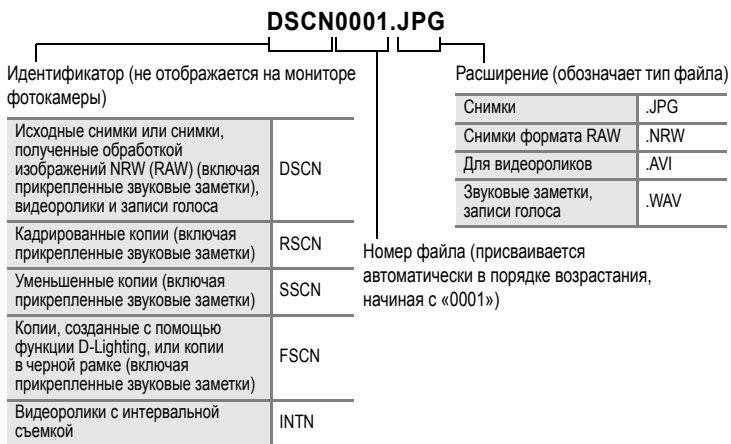 DSCN0001.JPG
Идентификатор (не отображается на мониторе
фотокамеры)
Исходные снимки или снимки,
полученные обработкой
изображений NRW (RAW) (включая
прикрепленные звуковые заметки),
видеоролики и записи голоса
DSCN
Кадрированные копии (включая
прикрепленные звуковые заметки)
RSCN
Уменьшенные копии (включая
прикрепленные звуковые заметки)
SSCN
Копии, созданные с помощью
функции D-Lighting, или копии
в черной рамке (включая
прикрепленные звуковые заметки)
FSCN
Видеоролики с интервальной
съемкой
INTN
Номер файла (присваивается
автоматически в порядке возрастания,
начиная с «0001»)
Расширение (обозначает тип файла)
Снимки
.JPG
Снимки формата RAW
.NRW
Для видеороликов
.AVI
Звуковые заметки,
записи голоса
.WAV